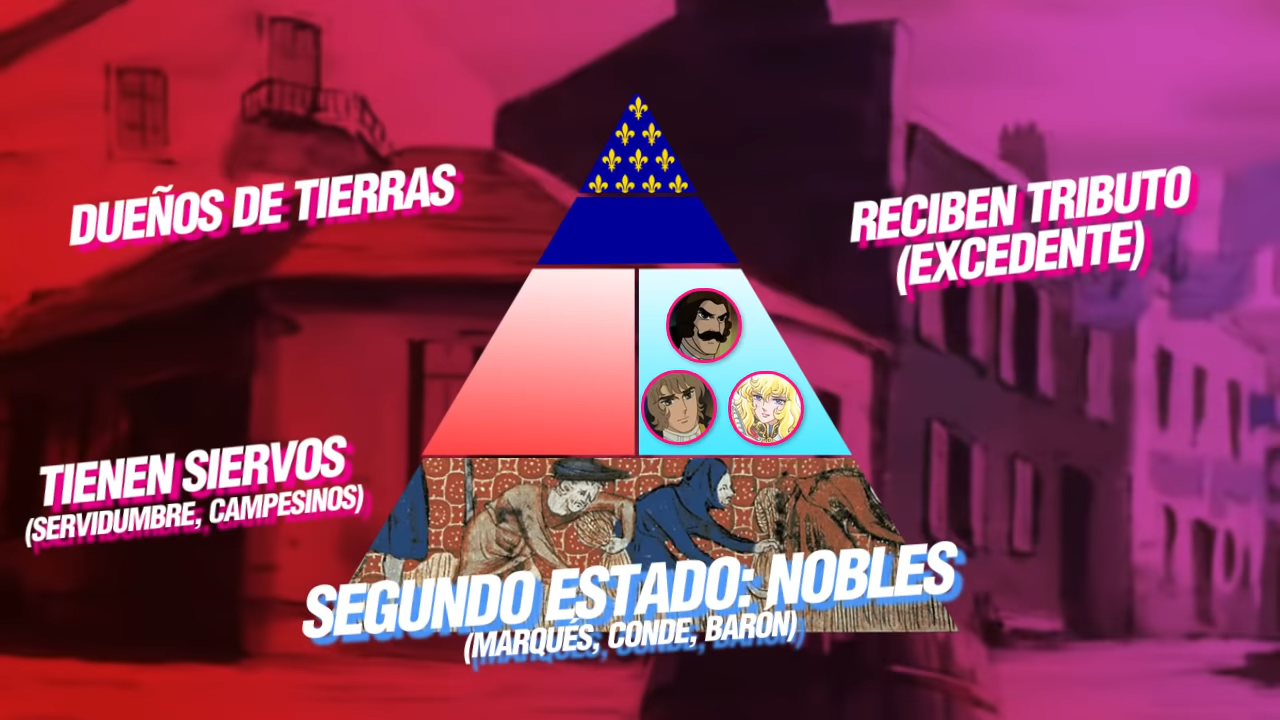 DUEÑOS DE TIERRAS
RECIBEN TRIBUTO
(EXCEDENTE)
TIENEN SIERVOS
(SERVIDUMBRE, CAMPESINOS)
SEGUNDO ESTADO: NOBLES
(MARQUÉS, CONDE, BARÓN)